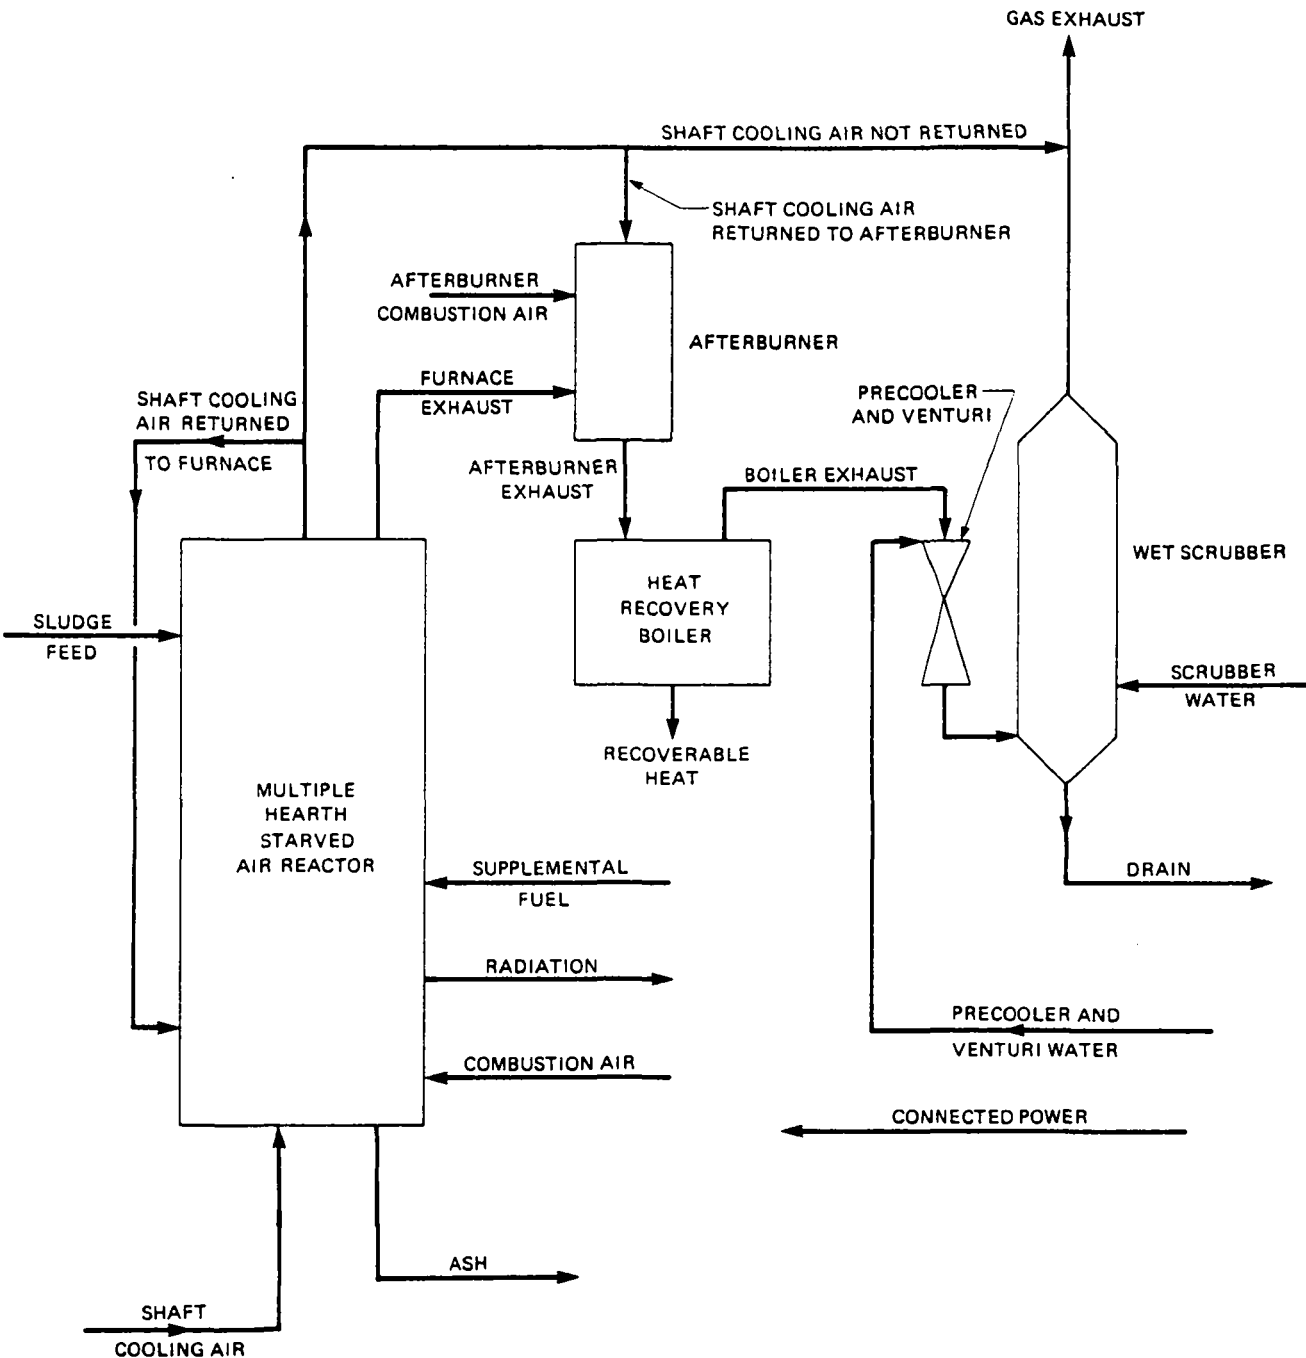 GAS EXHAUST
SHAFT COOLING AIR NOT RETURNED
SHAFT COOLING AIR
RETURNED TO AFTERBURNER
AFTERBURNER
COMBUSTION AIR
AFTERBURNER
FURNACE
EXHAUST
SHAFT COOLING
AIR RETURNED
TO FURNACE
PRECOOLER
AND VENTURI
AFTERBURNER
EXHAUST
BOILER EXHAUST
HEAT
RECOVERY
BOILER
WET SCRUBBER
SLUDGE
FEED
SCRUBBER
WATER
RECOVERABLE
HEAT
MULTIPLE
HEARTH
STARVED
AIR REACTOR
SUPPLEMENTAL
FUEL
DRAIN
RADIATION
PRECOOLER AND
VENTURI WATER
COMBUSTION AIR
CONNECTED POWER
ASH
SHAFT
COOLING AIR